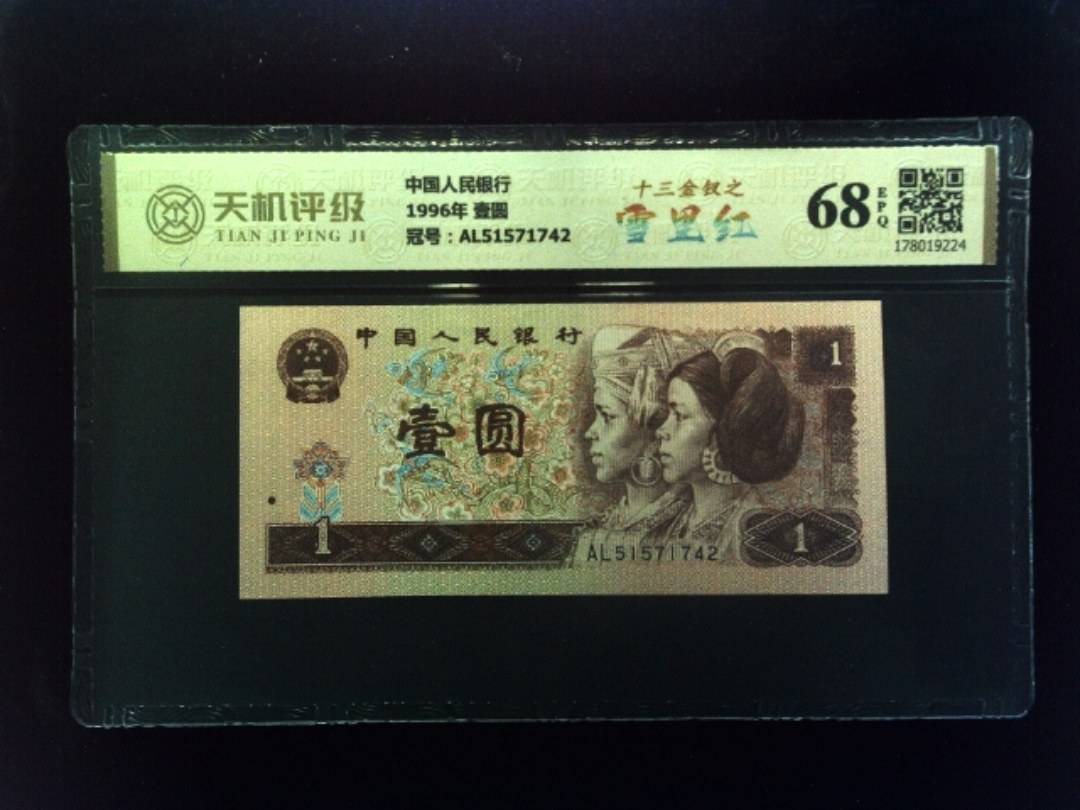 天机评级
TIAN JI PING JI
中国人民银行
1996年 壹圆
冠号：AL51571742
十三金钗之
雪里红
68
EPQ
178019224
中国人民银行
1
壹圆
1
AL51571742
1